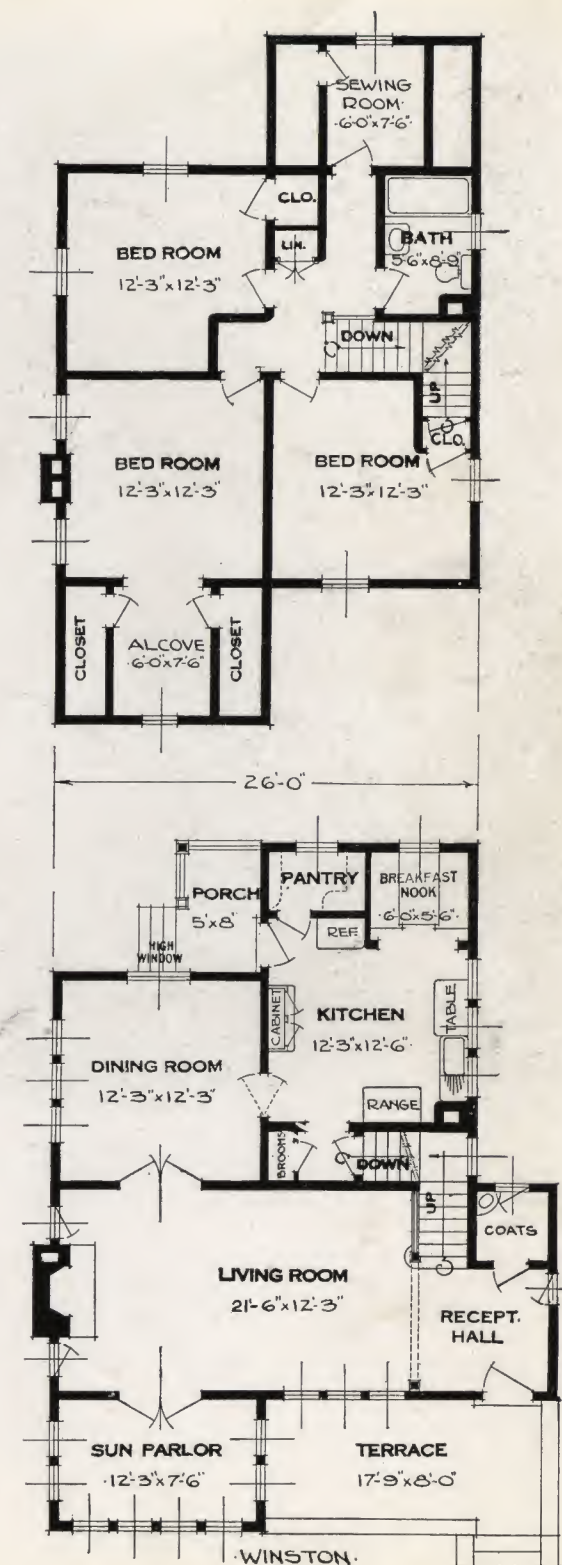 SEWING
ROOM
6'-0"x7'-6"
CLO.
LIN.
BED ROOM
12'-3"x12'-3"
BATH
5'-6"x8'-9"
DOWN
UP
CLO.
BED ROOM
12'-3"x12'-3"
BED ROOM
12'-3"x12'-3"
CLOSET
ALCOVE
6'-0"x7'-6"
CLOSET
26'-0"
PORCH
5'x8'
PANTRY
BREAKFAST
NOOK
6'-0"x5'-6"
REF.
HIGH
WINDOW
CABINET
KITCHEN
12'-3"x12'-6"
TABLE
DINING ROOM
12'-3"x12'-3"
RANGE
BROOMS
DOWN
UP
COATS
LIVING ROOM
21'-6"x12'-3"
RECEPT.
HALL
SUN PARLOR
12'-3"x7'-6"
TERRACE
17'-9"x8'-0"
·WINSTON·